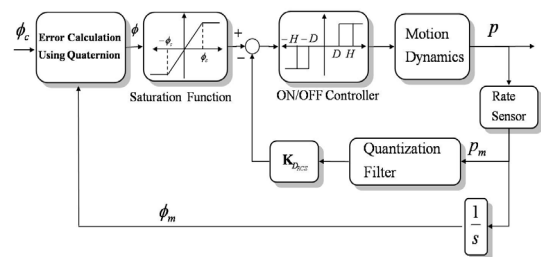 ϕc
Error Calculation
Using Quaternion
ϕ
−ϕc
ϕc
Saturation Function
+
−
−H −D
D H
ON/OFF Controller
Motion
Dynamics
p
Rate
Sensor
pm
Quantization
Filter
K_DRCS
ϕm
1
s